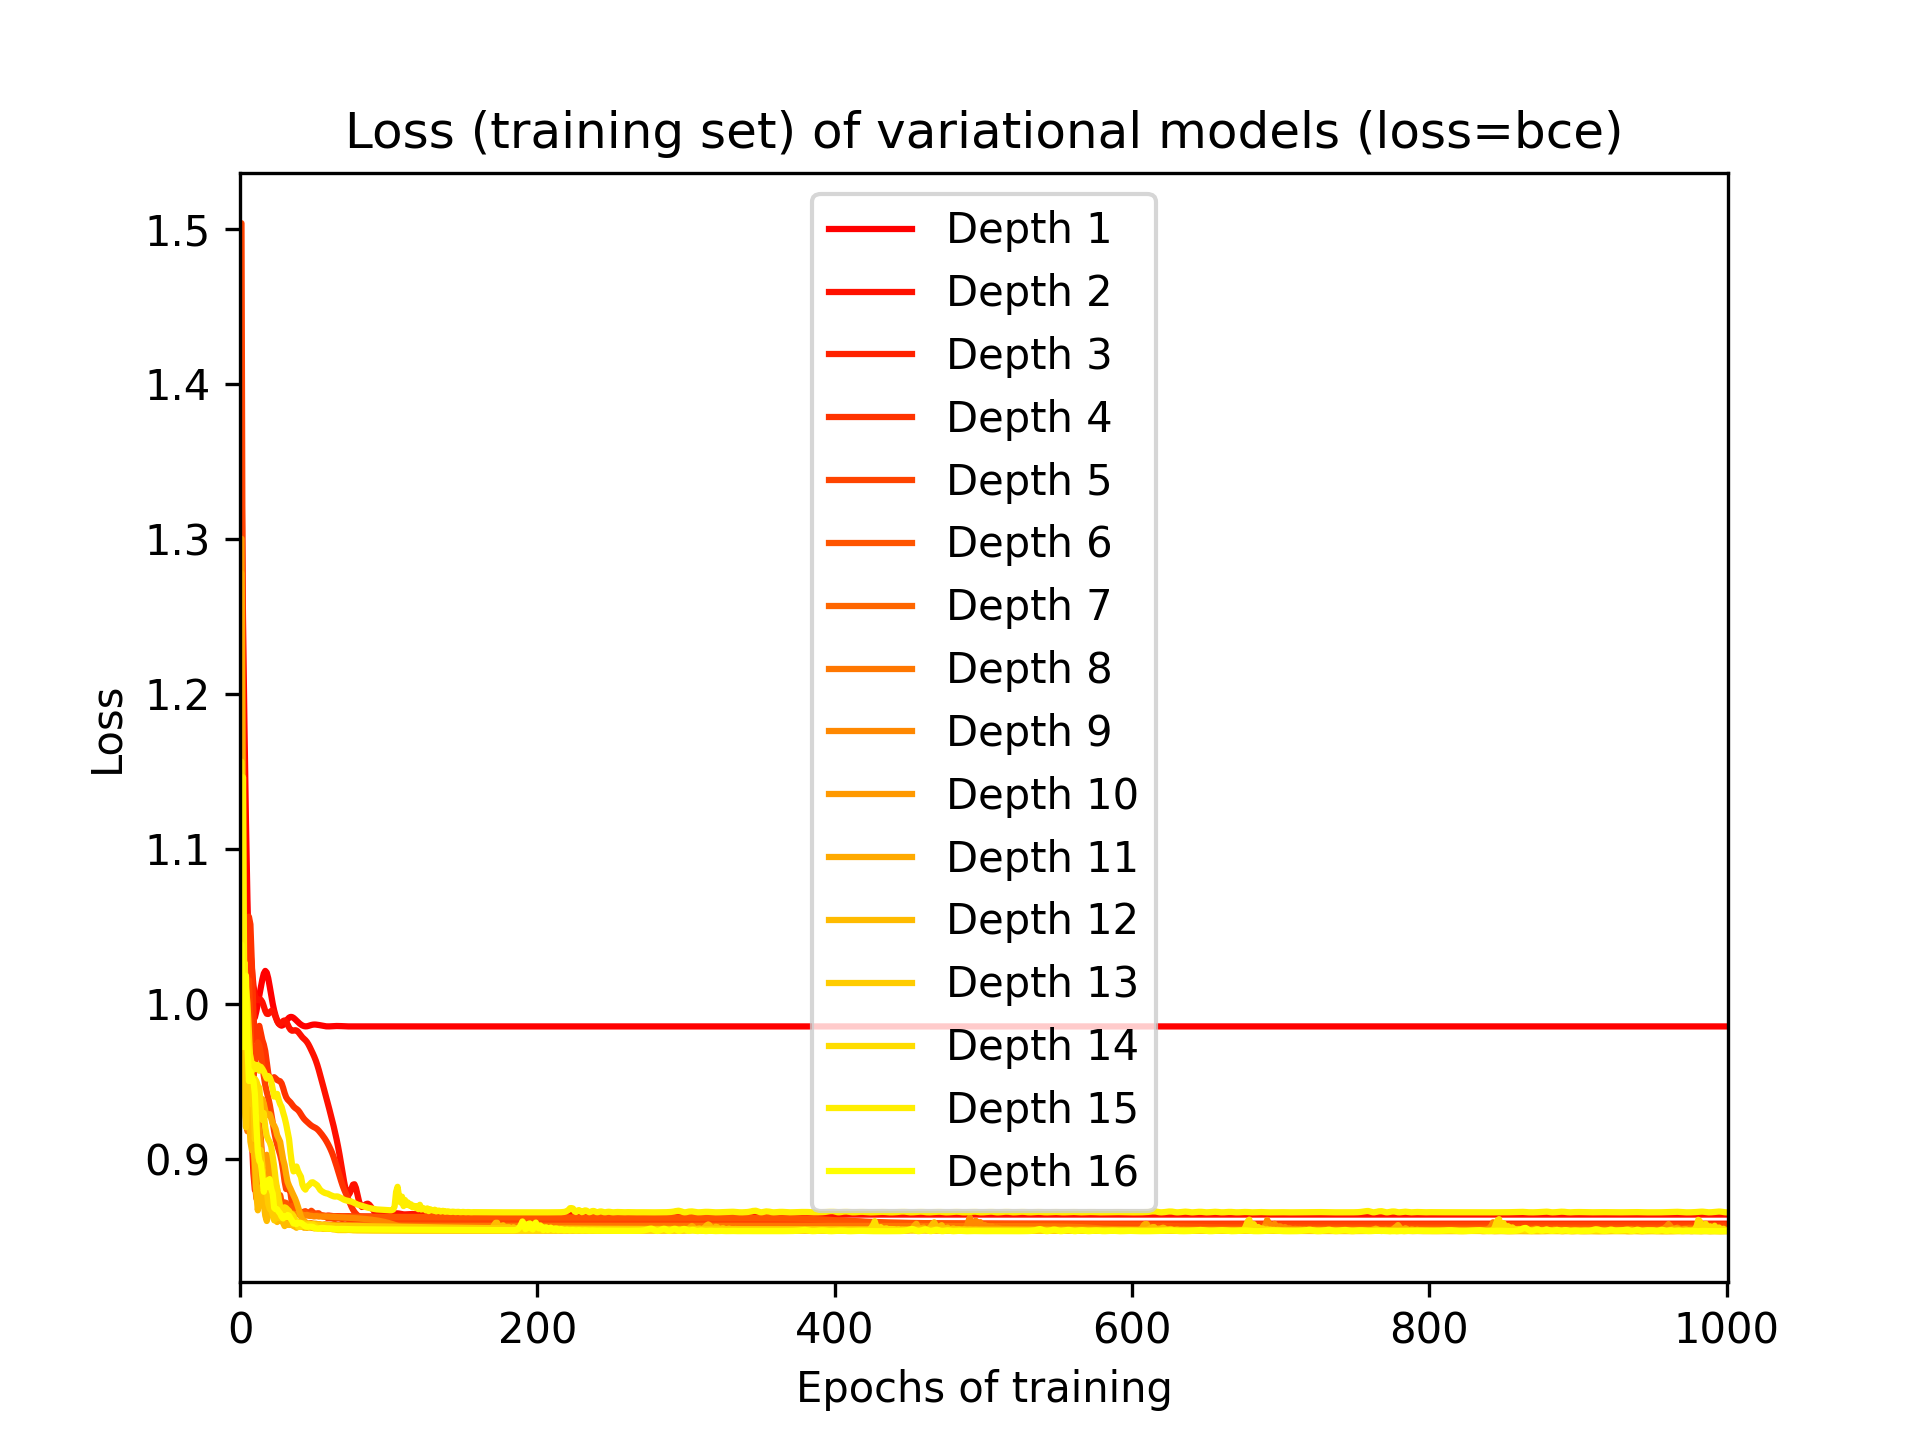 Loss (training set) of variational models (loss=bce)
1.5
1.4
1.3
1.2
1.1
1.0
0.9
Loss
Depth 1
Depth 2
Depth 3
Depth 4
Depth 5
Depth 6
Depth 7
Depth 8
Depth 9
Depth 10
Depth 11
Depth 12
Depth 13
Depth 14
Depth 15
Depth 16
0 200 400 600 800 1000
Epochs of training